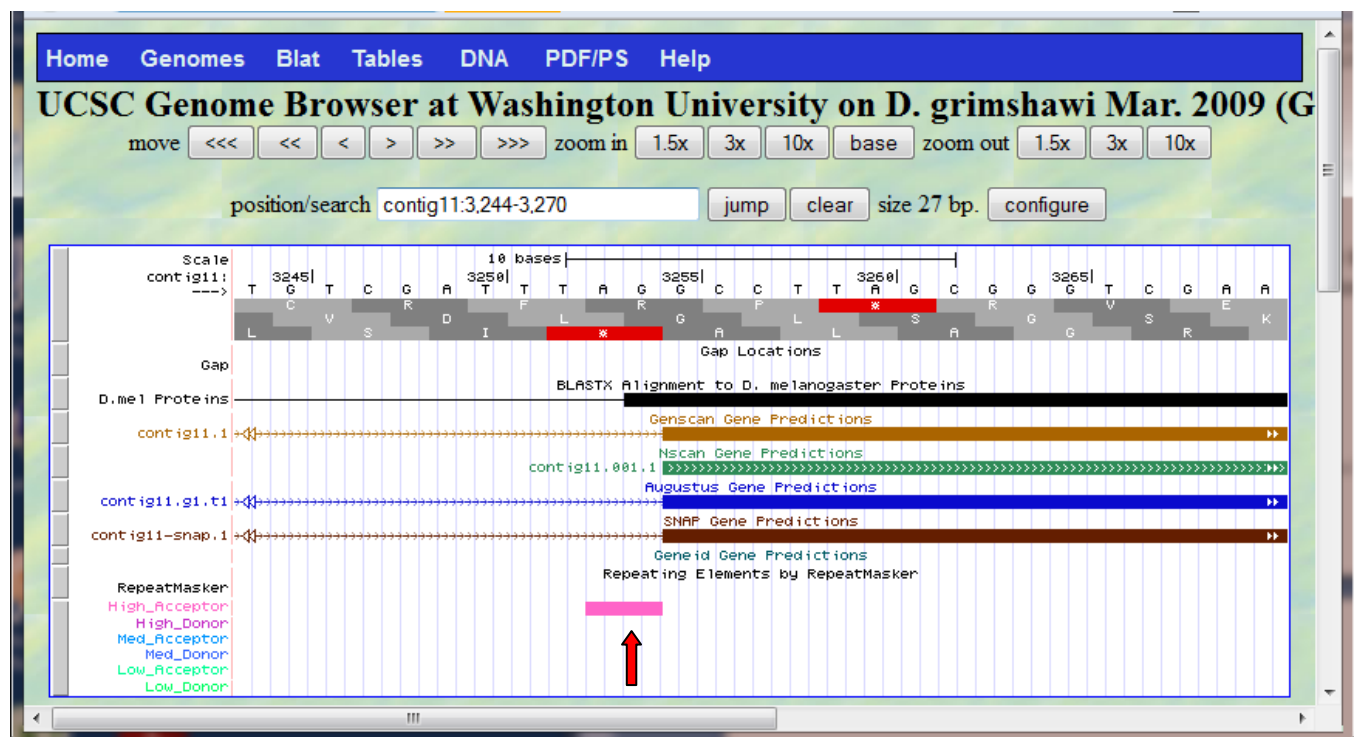 Home Genomes Blat Tables DNA PDF/PS Help
UCSC Genome Browser at Washington University on D. grimshawi Mar. 2009 (G
move <<< << < > >> >>> zoom in 1.5x 3x 10x base zoom out 1.5x 3x 10x
position/search contig11:3,244-3,270 jump clear size 27 bp. configure
Scale 10 bases
contig11: 3245| 3250| 3255| 3260| 3265|
---> T G T C G A T T T A G G C C T T A G C G G G T C G A A
C R F R P * R V E
V D L G L S G S K
L S I * A L A G R
Gap Locations
Gap
BLASTX Alignment to D. melanogaster Proteins
D.mel Proteins
Genscan Gene Predictions
contig11.1
Nscan Gene Predictions
contig11.001.1
Augustus Gene Predictions
contig11.g1.t1
SNAP Gene Predictions
contig11-snap.1
Geneid Gene Predictions
Repeating Elements by RepeatMasker
RepeatMasker
High_Acceptor
High_Donor
Med_Acceptor
Med_Donor
Low_Acceptor
Low_Donor